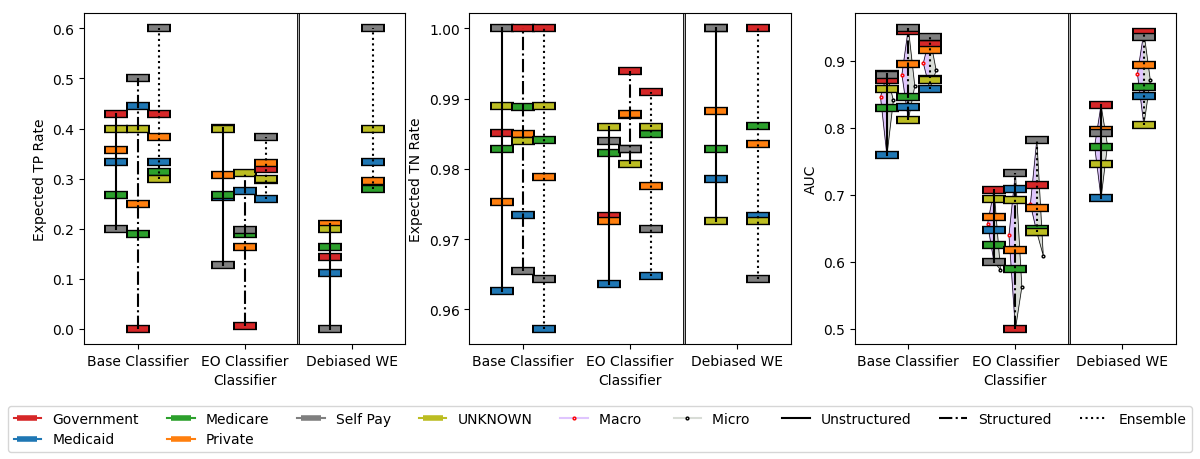 Expected TP Rate
0.6
0.5
0.4
0.3
0.2
0.1
0.0
Base Classifier EO Classifier Debiased WE
Classifier
Expected TN Rate
1.00
0.99
0.98
0.97
0.96
Base Classifier EO Classifier Debiased WE
Classifier
AUC
0.9
0.8
0.7
0.6
0.5
Base Classifier EO Classifier Debiased WE
Classifier
Government Medicare Self Pay UNKNOWN Macro Micro Unstructured Structured Ensemble
Medicaid Private